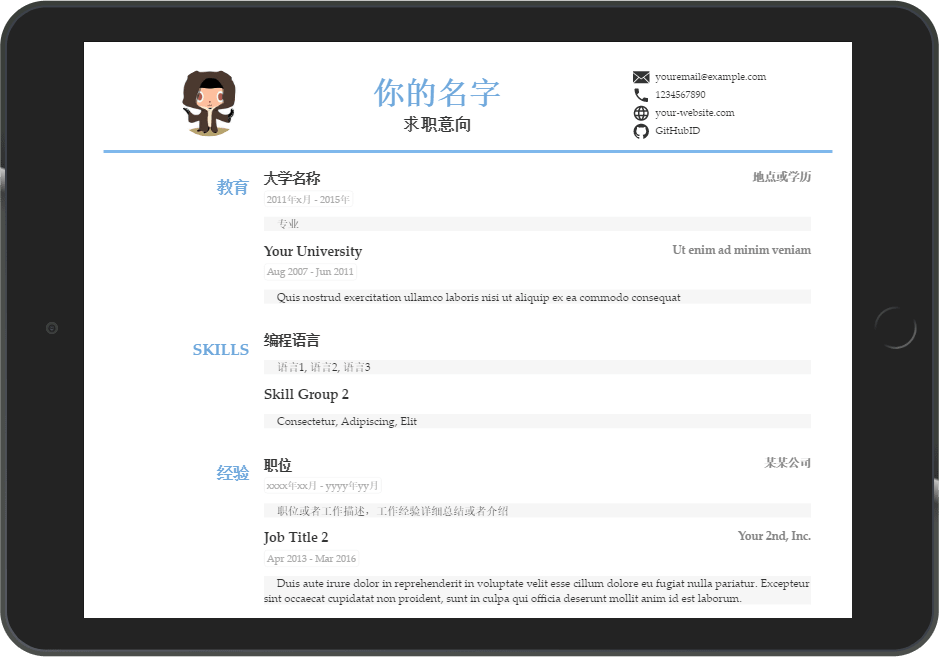 你的名字
求职意向
youremail@example.com
1234567890
your-website.com
GitHubID
教育
大学名称
地点或学历
2011年x月 - 2015年
专业
Your University
Ut enim ad minim veniam
Aug 2007 - Jun 2011
Quis nostrud exercitation ullamco laboris nisi ut aliquip ex ea commodo consequat
SKILLS
编程语言
语言1, 语言2, 语言3
Skill Group 2
Consectetur, Adipiscing, Elit
经验
职位
某某公司
xxxx年xx月 - yyyy年yy月
职位或者工作描述，工作经验详细总结或者介绍
Job Title 2
Your 2nd, Inc.
Apr 2013 - Mar 2016
Duis aute irure dolor in reprehenderit in voluptate velit esse cillum dolore eu fugiat nulla pariatur. Excepteur
sint occaecat cupidatat non proident, sunt in culpa qui officia deserunt mollit anim id est laborum.